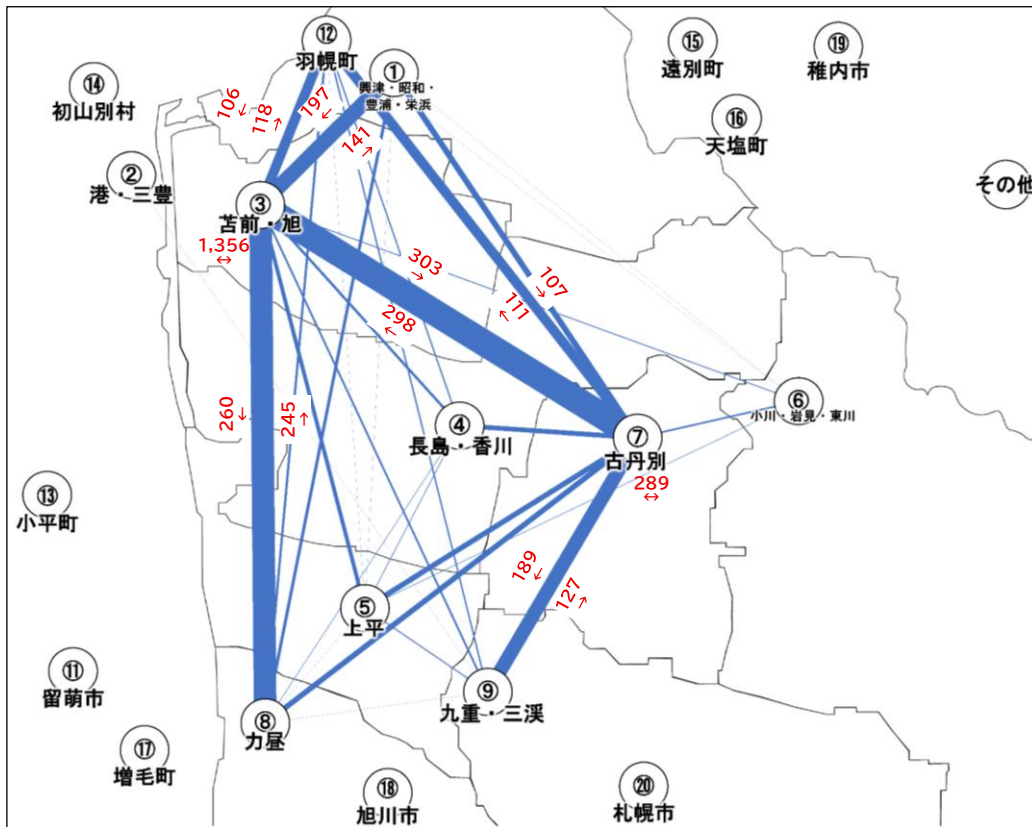 ⑫
羽幌町
①
興津・昭和・
豊浦・栄浜
⑮
遠別町
⑲
稚内市
⑭
初山別村
106
↓
118
↑
197
↓
141
↑
⑯
天塩町
②
港・三豊
その他
③
苫前・旭
1,356
↔
303
→
298
←
107
→
111
←
⑥
小川・岩見・東川
260
↓
245
↑
④
長島・香川
⑦
古丹別
289
↔
⑬
小平町
189
↓
127
↑
⑤
上平
⑪
留萌市
⑨
九重・三渓
⑧
力昼
⑰
増毛町
⑱
旭川市
⑳
札幌市